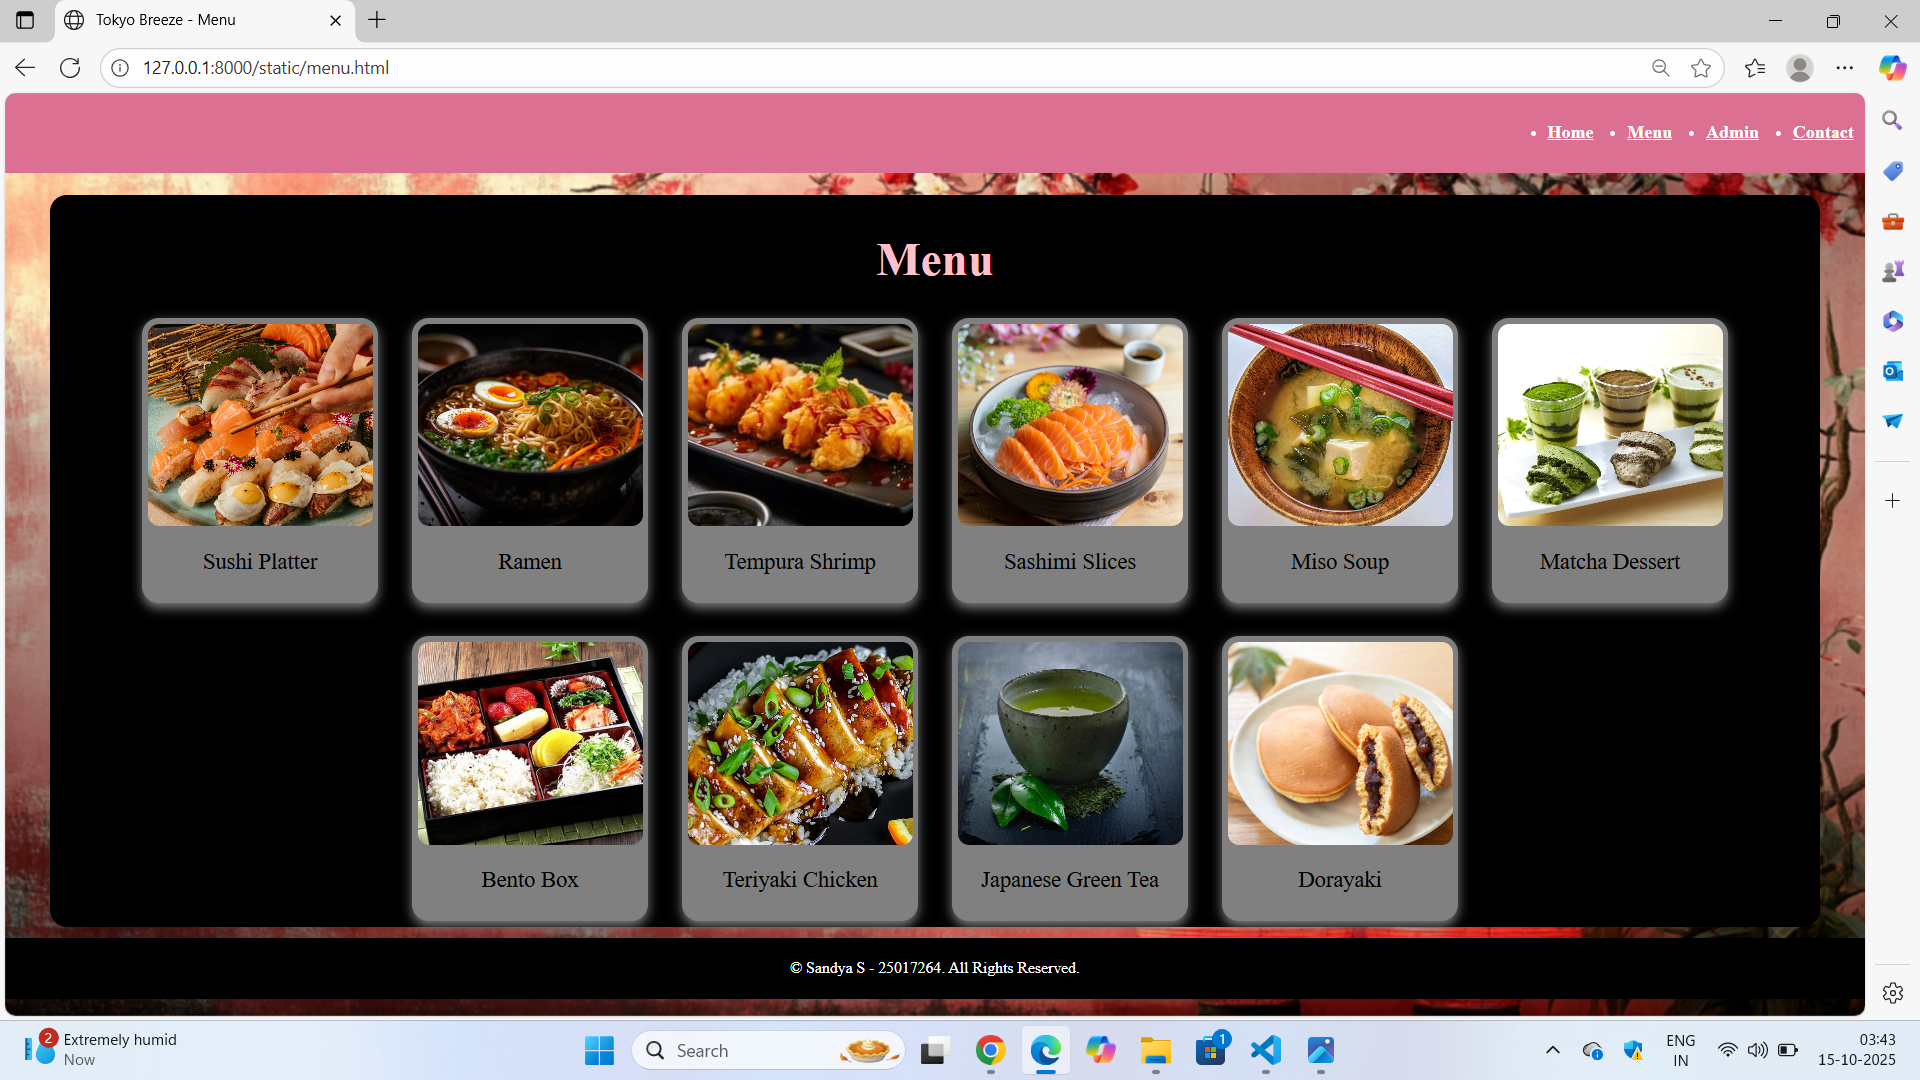 Tokyo Breeze - Menu
127.0.0.1:8000/static/menu.html
• Home • Menu • Admin • Contact
Menu
Sushi Platter Ramen Tempura Shrimp Sashimi Slices Miso Soup Matcha Dessert
Bento Box Teriyaki Chicken Japanese Green Tea Dorayaki
© Sandya S - 25017264. All Rights Reserved.
2 Extremely humid
Now
Search
1
ENG
IN
03:43
15-10-2025